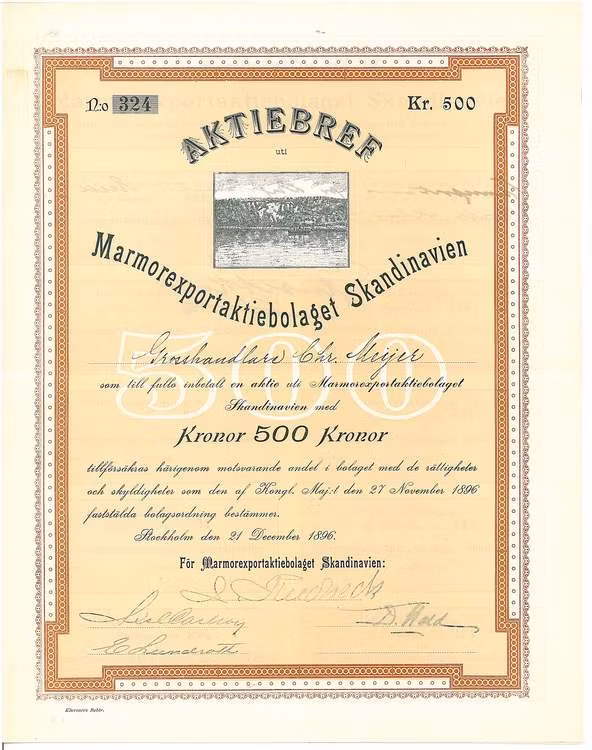 N:o 324
Kr. 500
AKTIEBREF
uti
Marmorexportaktiebolaget Skandinavien
500
Grosshandlare Chr. Meijer
som till fullo inbetalt en aktie uti Marmorexportaktiebolaget
Skandinavien med
Kronor 500 Kronor
tillförsäkras härigenom motsvarande andel i bolaget med de rättigheter
och skyldigheter som den af Kongl. Maj:t den 27 November 1896
fastställda bolagsordning bestämmer.
Stockholm den 21 December 1896.
För Marmorexportaktiebolaget Skandinavien: